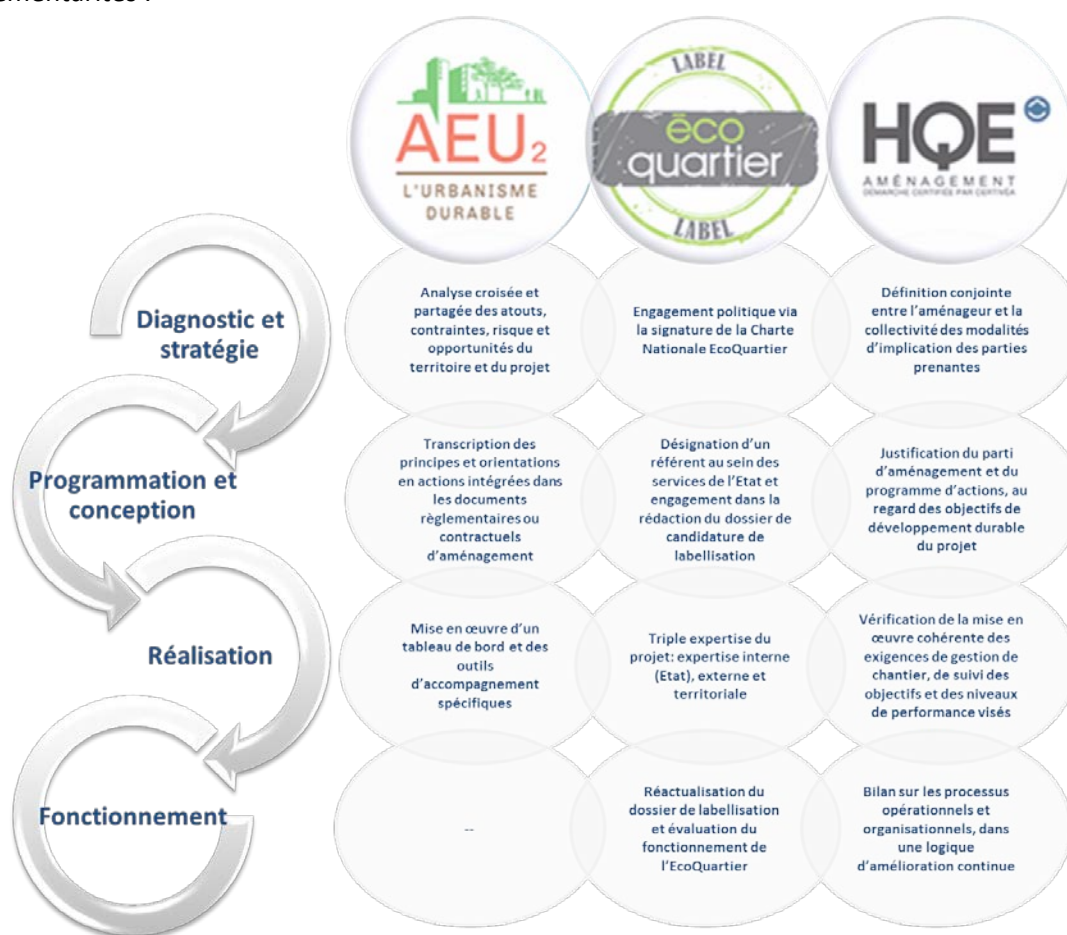 ementarités :
AEU2
L'URBANISME
DURABLE
LABEL
éco
quartier
LABEL
HQE
AMÉNAGEMENT
DÉMARCHE CERTIFIÉE PAR CERTIVÉA
Diagnostic et
stratégie
Analyse croisée et
partagée des atouts,
contraintes, risque et
opportunités du
territoire et du projet
Engagement politique via
la signature de la Charte
Nationale EcoQuartier
Définition conjointe
entre l'aménageur et la
collectivité des modalités
d'implication des parties
prenantes
Programmation et
conception
Transcription des
principes et orientations
en actions intégrées dans
les documents
règlementaires ou
contractuels
d'aménagement
Désignation d'un
référent au sein des
services de l'Etat et
engagement dans la
rédaction du dossier de
candidature de
labellisation
Justification du parti
d'aménagement et du
programme d'actions, au
regard des objectifs de
développement durable
du projet
Réalisation
Mise en œuvre d'un
tableau de bord et des
outils
d'accompagnement
spécifiques
Triple expertise du
projet: expertise interne
(Etat), externe et
territoriale
Vérification de la mise en
œuvre cohérente des
exigences de gestion de
chantier, de suivi des
objectifs et des niveaux
de performance visés
Fonctionnement
--
Réactualisation du
dossier de labellisation
et évaluation du
fonctionnement de
l'EcoQuartier
Bilan sur les processus
opérationnels et
organisationnels, dans
une logique
d'amélioration continue